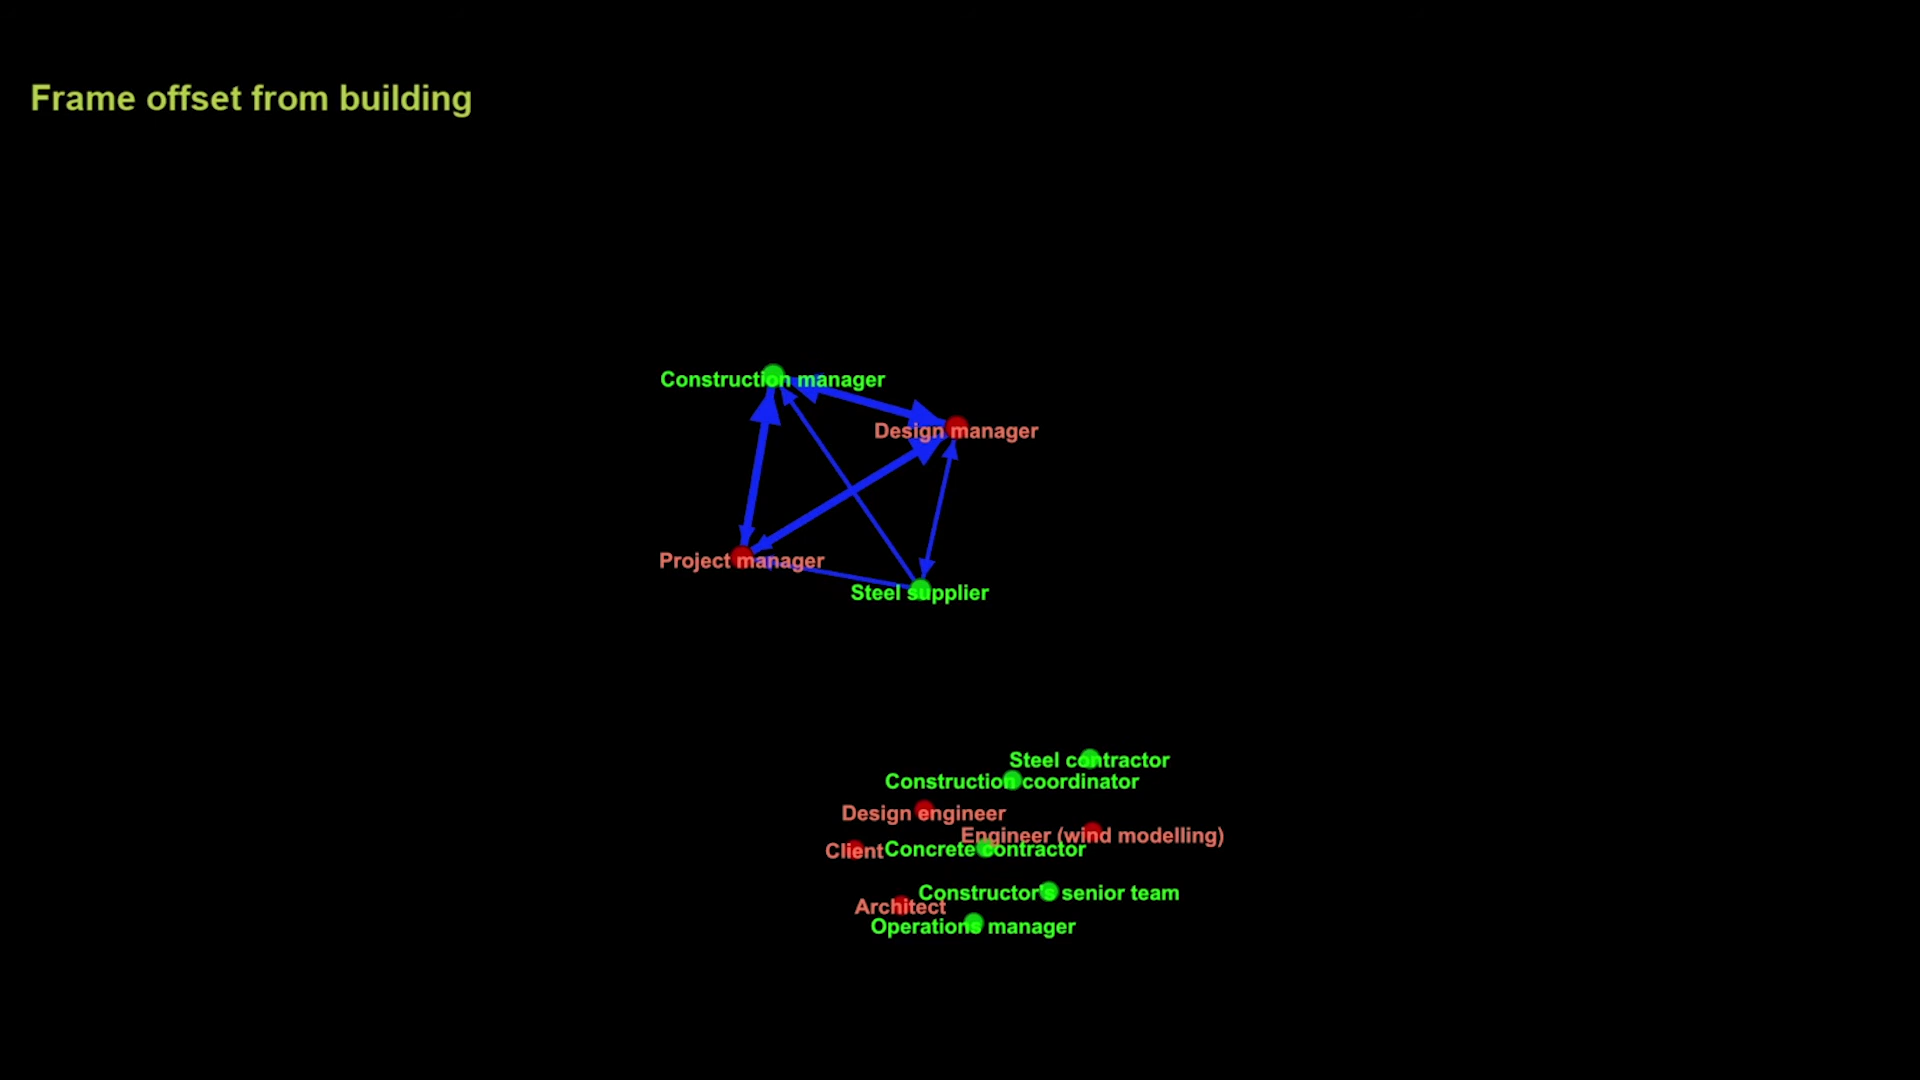 Frame offset from building
Construction manager
Design manager
Project manager
Steel supplier
Steel contractor
Construction coordinator
Design engineer
Engineer (wind modelling)
Client
Concrete contractor
Constructor's senior team
Architect
Operations manager